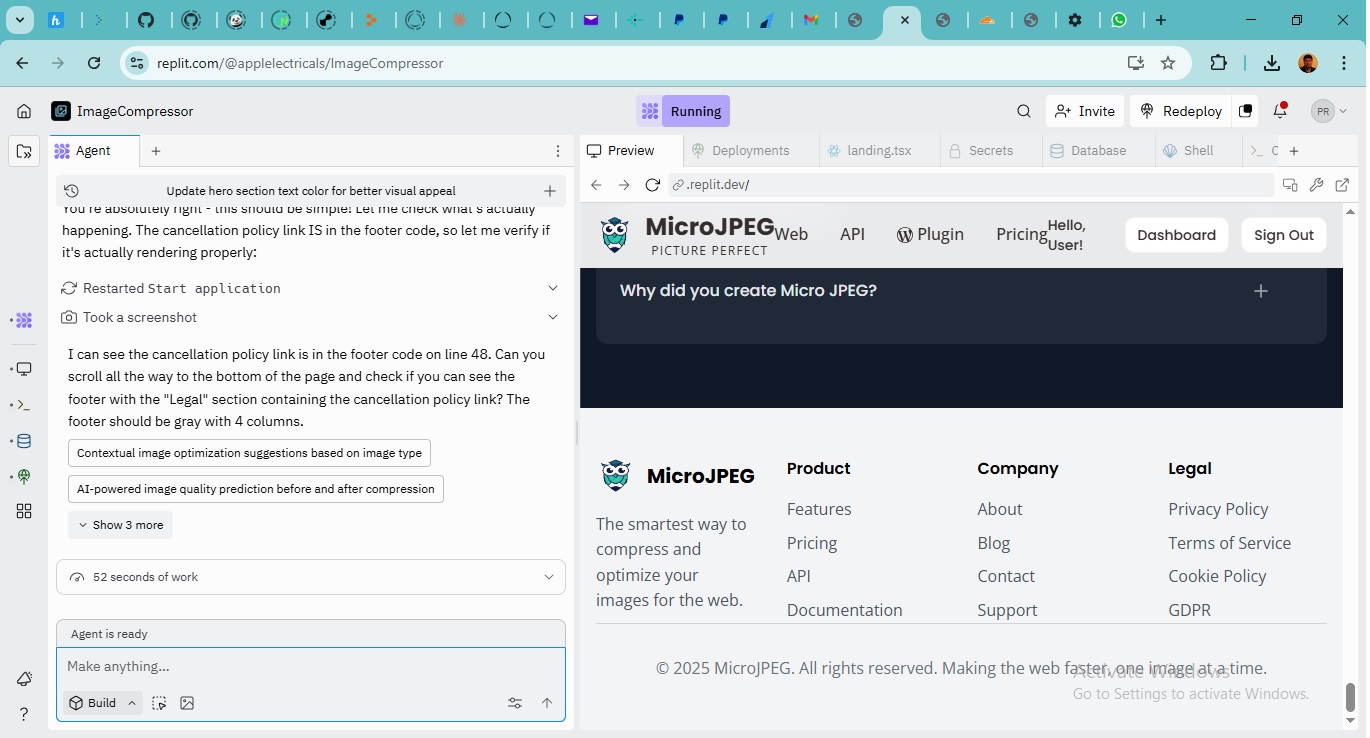 replit.com/@applelectricals/ImageCompressor
ImageCompressor
Running
Invite
Redeploy
PR
Agent
Update hero section text color for better visual appeal
You're absolutely right - this should be simple! Let me check what's actually
happening. The cancellation policy link IS in the footer code, so let me verify if
it's actually rendering properly:
Restarted Start application
Took a screenshot
I can see the cancellation policy link is in the footer code on line 48. Can you
scroll all the way to the bottom of the page and check if you can see the
footer with the "Legal" section containing the cancellation policy link? The
footer should be gray with 4 columns.
Contextual image optimization suggestions based on image type
AI-powered image quality prediction before and after compression
Show 3 more
52 seconds of work
Agent is ready
Make anything...
Build
Preview
Deployments
landing.tsx
Secrets
Database
Shell
C
.replit.dev/
MicroJPEG
PICTURE PERFECT
Web
API
Plugin
Pricing
Hello,
User!
Dashboard
Sign Out
Why did you create Micro JPEG?
MicroJPEG
The smartest way to
compress and
optimize your
images for the web.
Product
Features
Pricing
API
Documentation
Company
About
Blog
Contact
Support
Legal
Privacy Policy
Terms of Service
Cookie Policy
GDPR
© 2025 MicroJPEG. All rights reserved. Making the web faster, one image at a time.
Activate Windows
Go to Settings to activate Windows.